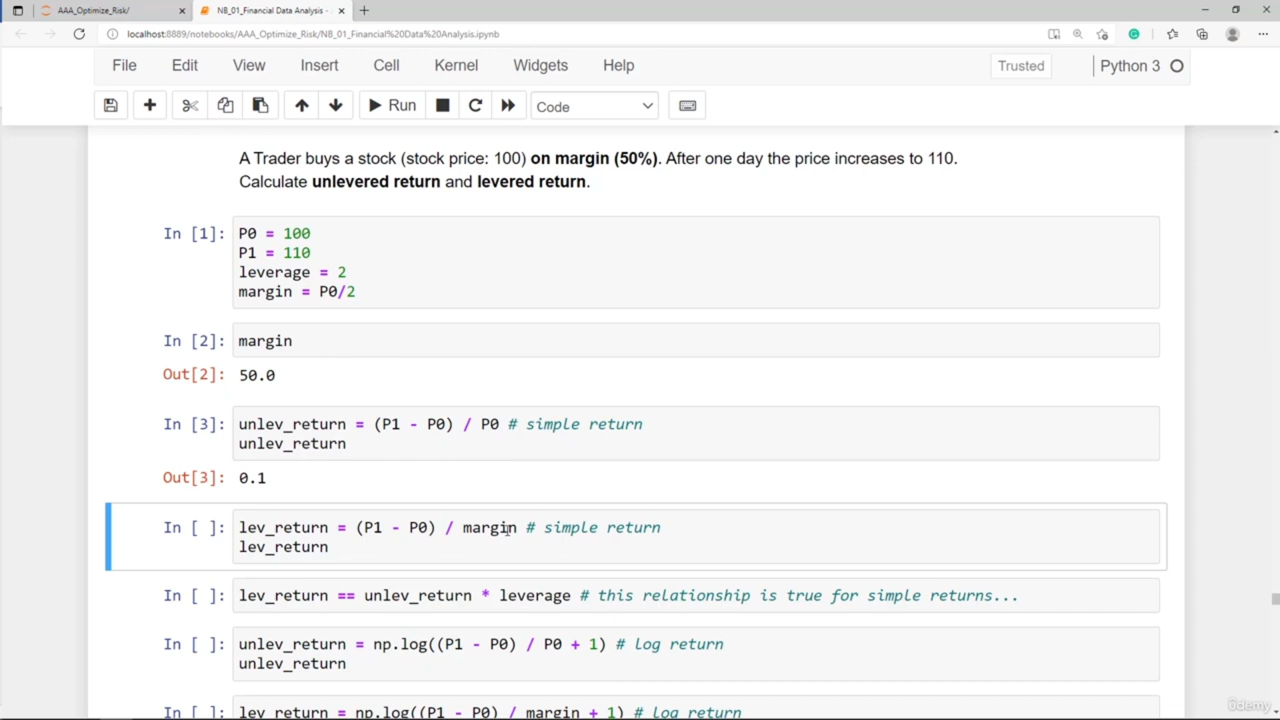 AAA_Optimize_Risk/
NB_01_Financial Data Analysis -
localhost:8889/notebooks/AAA_Optimize_Risk/NB_01_Financial%20Data%20Analysis.ipynb
File Edit View Insert Cell Kernel Widgets Help Trusted Python 3
Run Code
A Trader buys a stock (stock price: 100) on margin (50%). After one day the price increases to 110.
Calculate unlevered return and levered return.
In [1]: P0 = 100
P1 = 110
leverage = 2
margin = P0/2
In [2]: margin
Out[2]: 50.0
In [3]: unlev_return = (P1 - P0) / P0 # simple return
unlev_return
Out[3]: 0.1
In [ ]: lev_return = (P1 - P0) / margin # simple return
lev_return
In [ ]: lev_return == unlev_return * leverage # this relationship is true for simple returns...
In [ ]: unlev_return = np.log((P1 - P0) / P0 + 1) # log return
unlev_return
In [ ]: lev_return = np.log((P1 - P0) / margin + 1) # log return
ûdemy